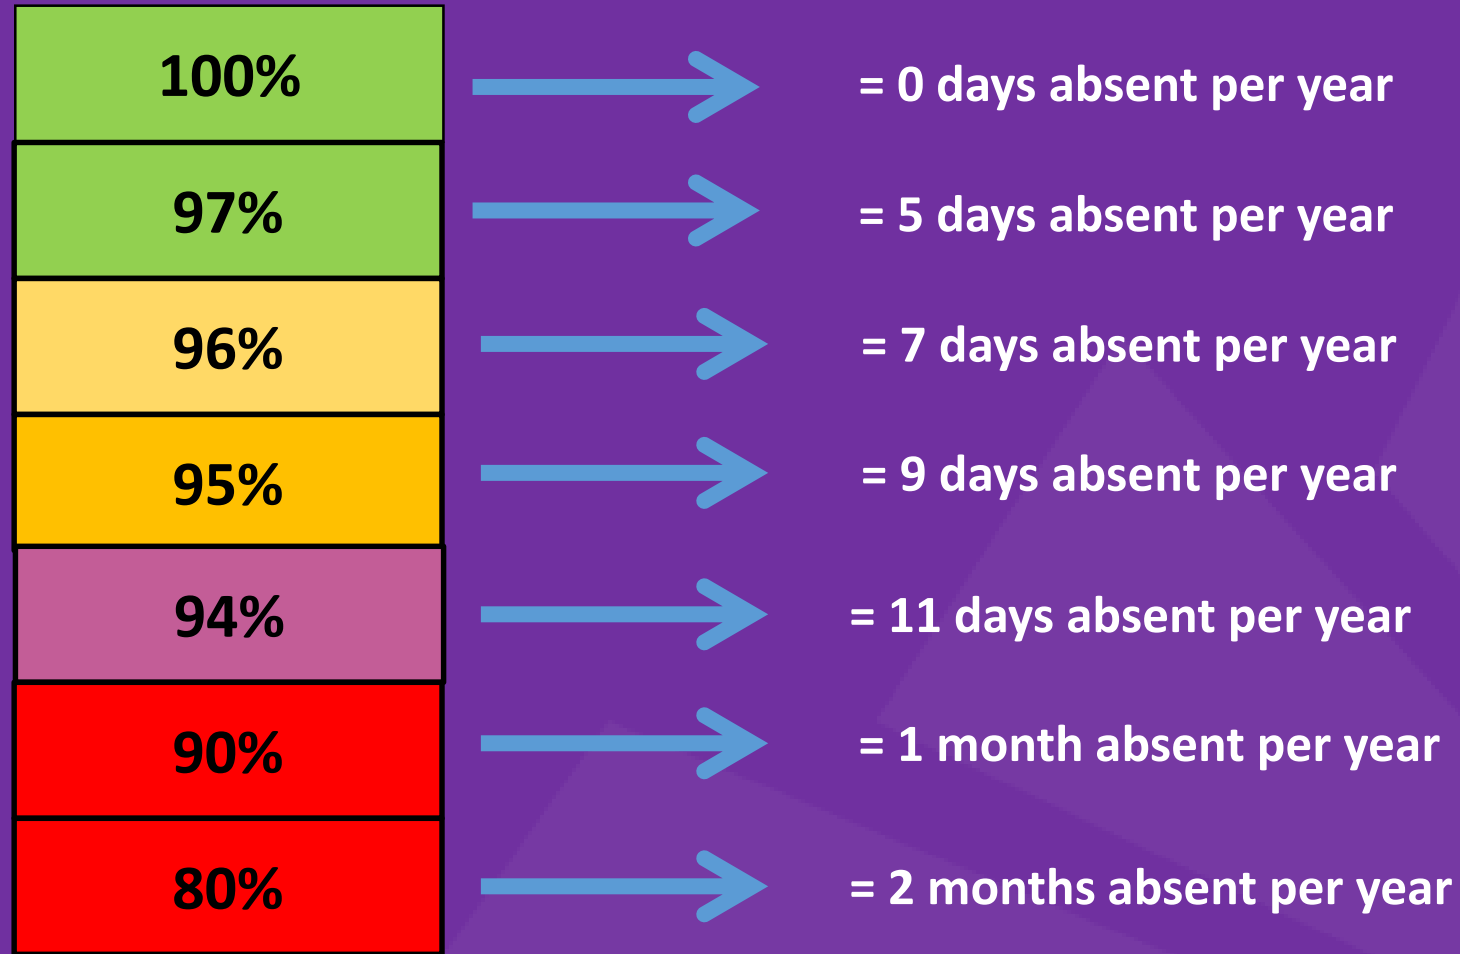 100% = 0 days absent per year
97% = 5 days absent per year
96% = 7 days absent per year
95% = 9 days absent per year
94% = 11 days absent per year
90% = 1 month absent per year
80% = 2 months absent per year